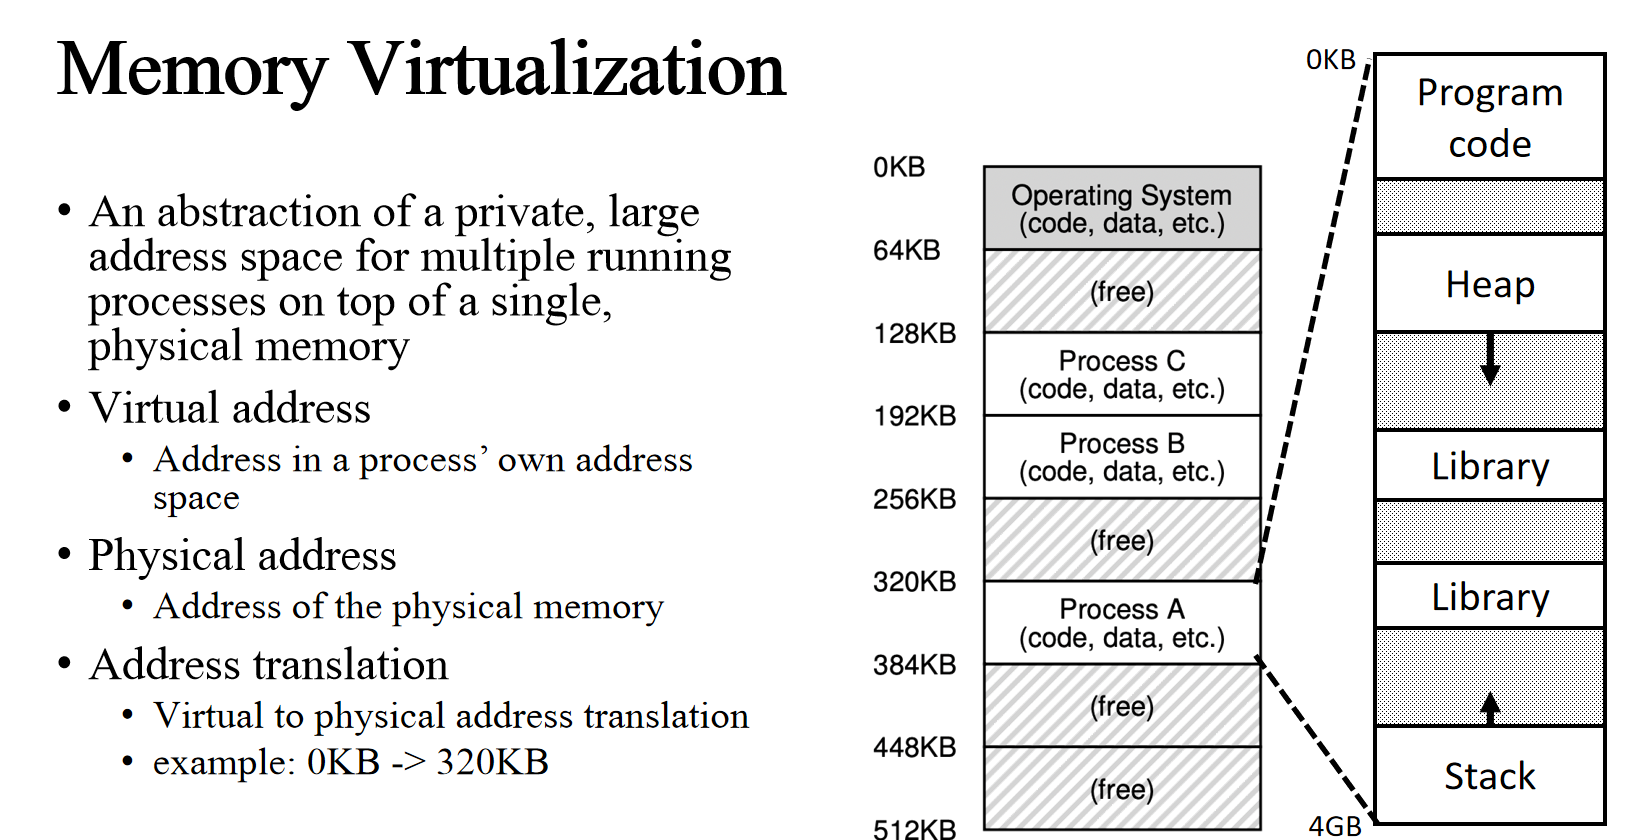 Memory Virtualization
• An abstraction of a private, large
address space for multiple running
processes on top of a single,
physical memory
• Virtual address
• Address in a process’ own address
space
• Physical address
• Address of the physical memory
• Address translation
• Virtual to physical address translation
• example: 0KB -> 320KB
0KB
Operating System
(code, data, etc.)
64KB
(free)
128KB
Process C
(code, data, etc.)
192KB
Process B
(code, data, etc.)
256KB
(free)
320KB
Process A
(code, data, etc.)
384KB
(free)
448KB
(free)
512KB
0KB
Program
code
Heap
Library
Library
Stack
4GB